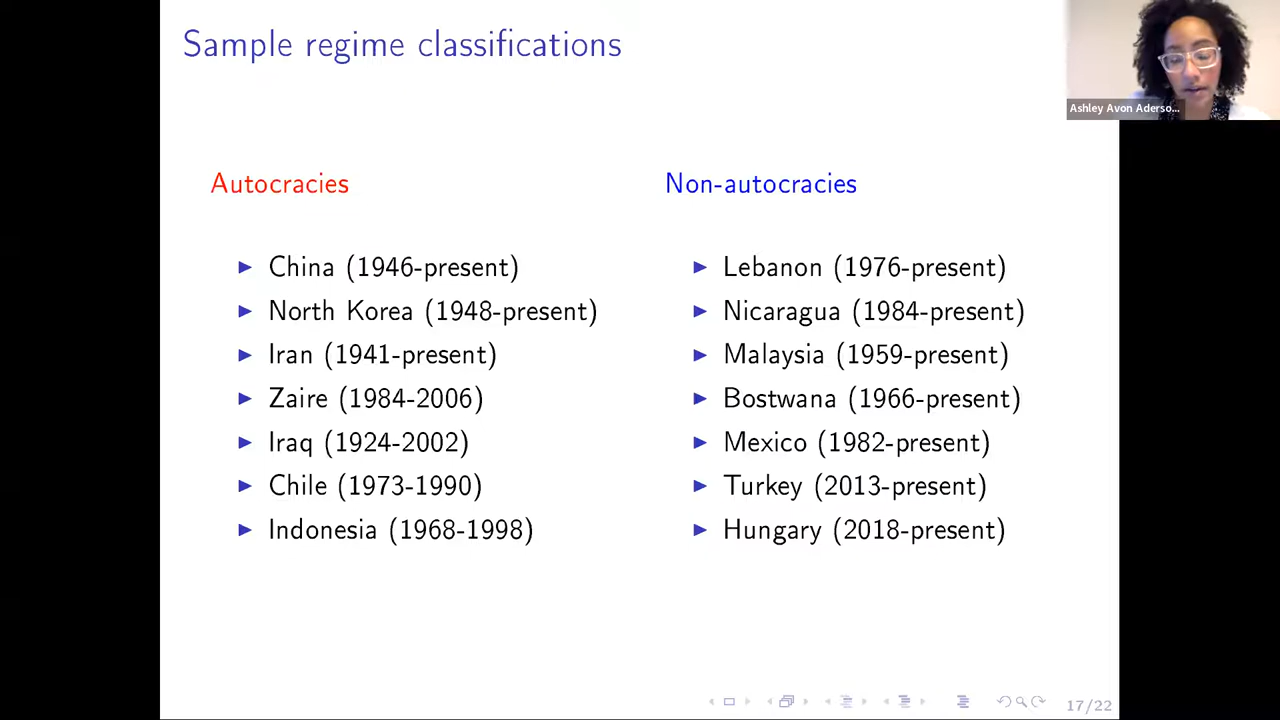 Sample regime classifications
Ashley Avon Aderso...
Autocracies
China (1946-present)
North Korea (1948-present)
Iran (1941-present)
Zaire (1984-2006)
Iraq (1924-2002)
Chile (1973-1990)
Indonesia (1968-1998)
Non-autocracies
Lebanon (1976-present)
Nicaragua (1984-present)
Malaysia (1959-present)
Bostwana (1966-present)
Mexico (1982-present)
Turkey (2013-present)
Hungary (2018-present)
17/22